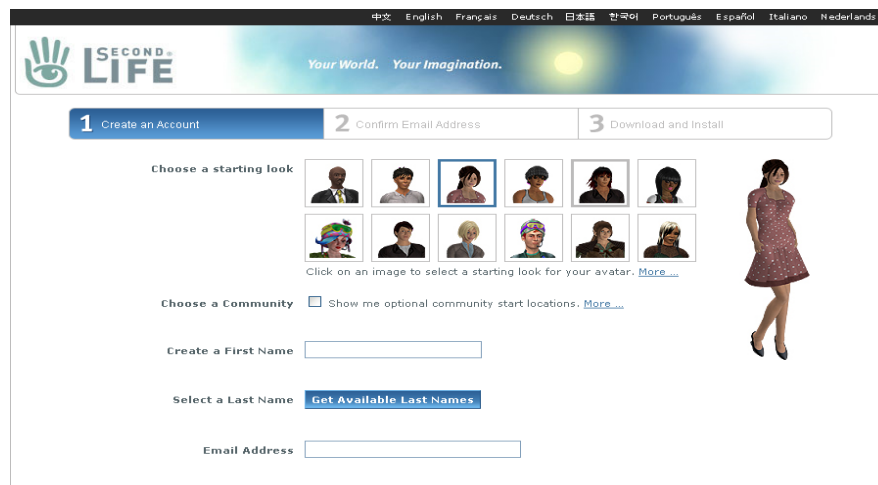 中文 English Français Deutsch 日本語 한국어 Português Español Italiano Nederlands
SECOND
LIFE
Your World. Your Imagination.
1 Create an Account
2 Confirm Email Address
3 Download and Install
Choose a starting look
Click on an image to select a starting look for your avatar. More ...
Choose a Community Show me optional community start locations. More ...
Create a First Name
Select a Last Name Get Available Last Names
Email Address